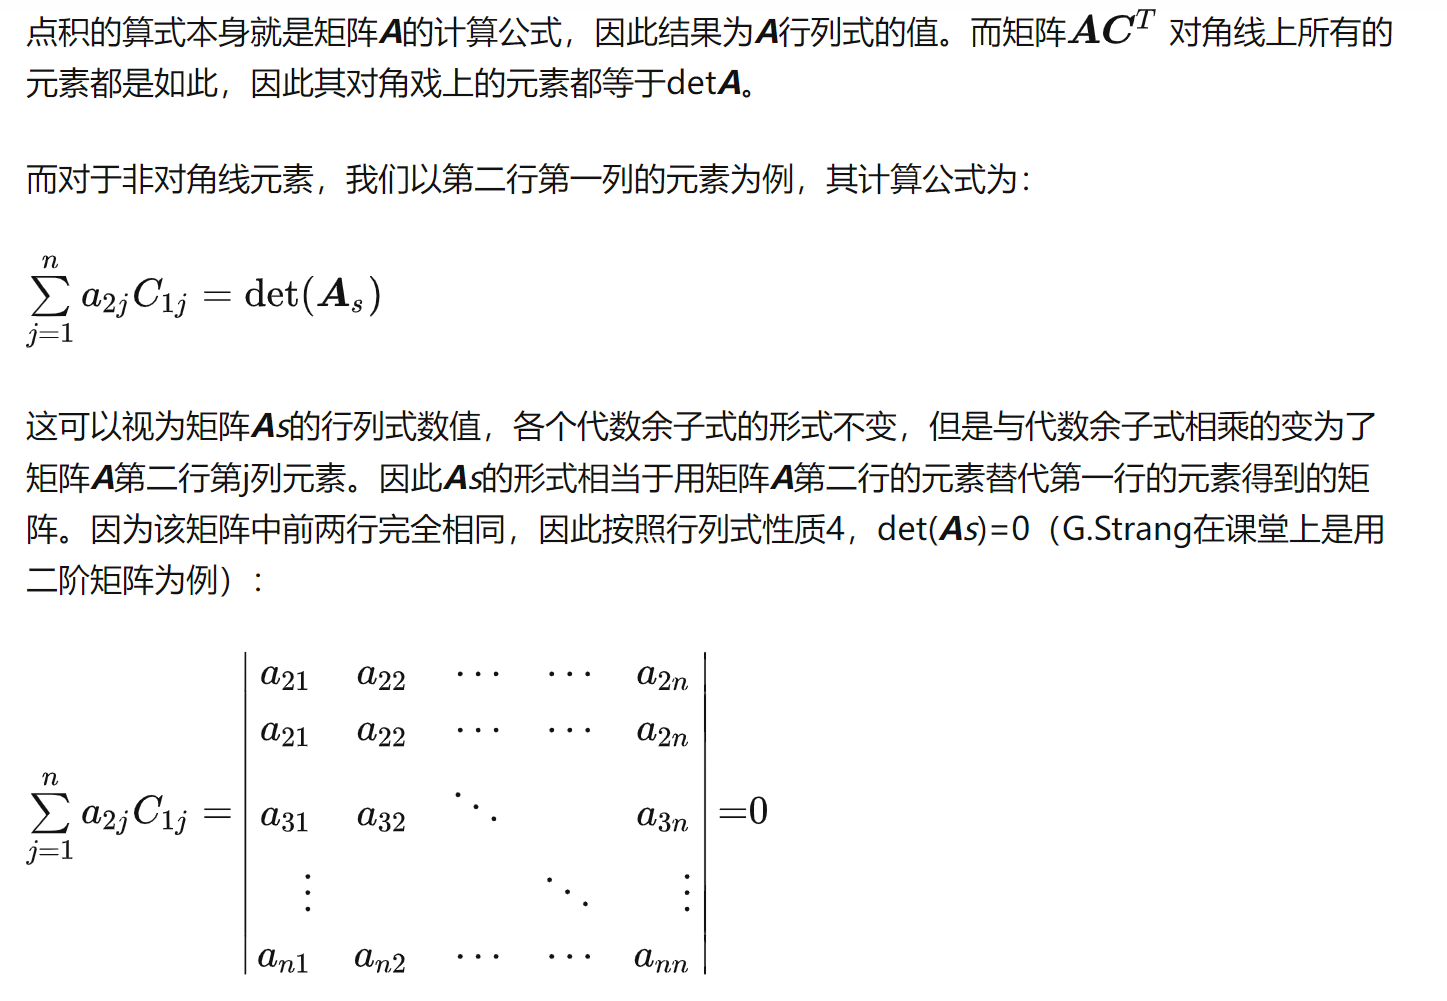 点积的算式本身就是矩阵A的计算公式，因此结果为A行列式的值。而矩阵AC^T 对角线上所有的
元素都是如此，因此其对角戏上的元素都等于detA。
而对于非对角线元素，我们以第二行第一列的元素为例，其计算公式为：
\sum_{j=1}^{n} a_{2j}C_{1j} = \det(A_s)
这可以视为矩阵As的行列式数值，各个代数余子式的形式不变，但是与代数余子式相乘的变为了
矩阵A第二行第j列元素。因此As的形式相当于用矩阵A第二行的元素替代第一行的元素得到的矩
阵。因为该矩阵中前两行完全相同，因此按照行列式性质4，det(As)=0（G.Strang在课堂上是用
二阶矩阵为例）：
\sum_{j=1}^{n} a_{2j}C_{1j} = \begin{vmatrix} a_{21} & a_{22} & \cdots & \cdots & a_{2n} \\ a_{21} & a_{22} & \cdots & \cdots & a_{2n} \\ a_{31} & a_{32} & \ddots & & a_{3n} \\ \vdots & & & \ddots & \vdots \\ a_{n1} & a_{n2} & \cdots & \cdots & a_{nn} \end{vmatrix} =0